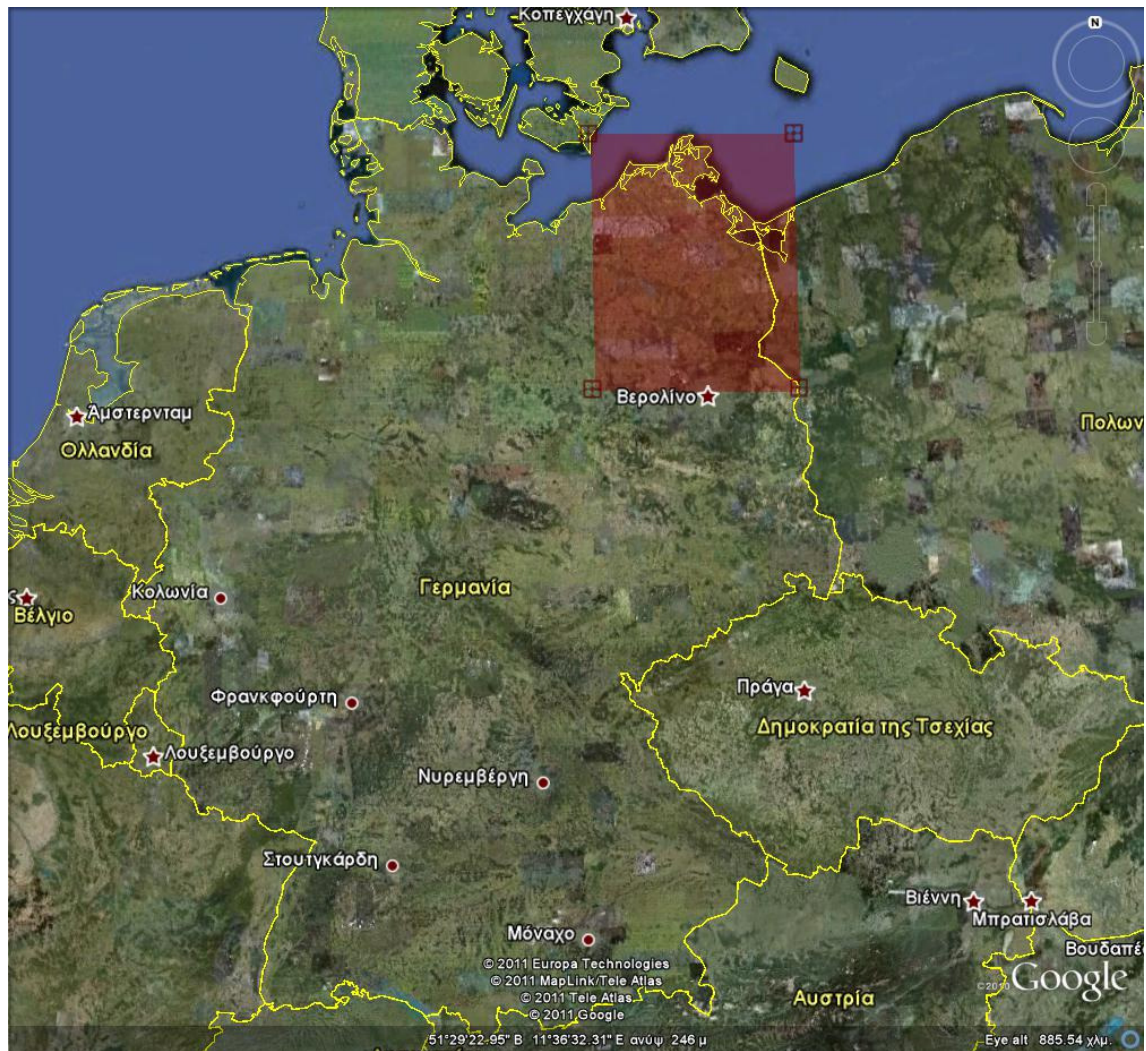 Κοπεγχάγη
N
Βερολίνο
Άμστερνταμ
Ολλανδία
Κολωνία
Γερμανία
Βέλγιο
Φρανκφούρτη
Πράγα
Δημοκρατία της Τσεχίας
Λουξεμβούργο
Λουξεμβούργο
Νυρεμβέργη
Στουτγκάρδη
Βιέννη
Μπρατισλάβα
Μόναχο
Αυστρία
© 2011 Europa Technologies
© 2011 MapLink/Tele Atlas
© 2011 Tele Atlas
© 2011 Google
©2010 Google
51°29'22.95" B 11°36'32.31" E ανύψ 246 μ
Eye alt 885.54 χλμ.